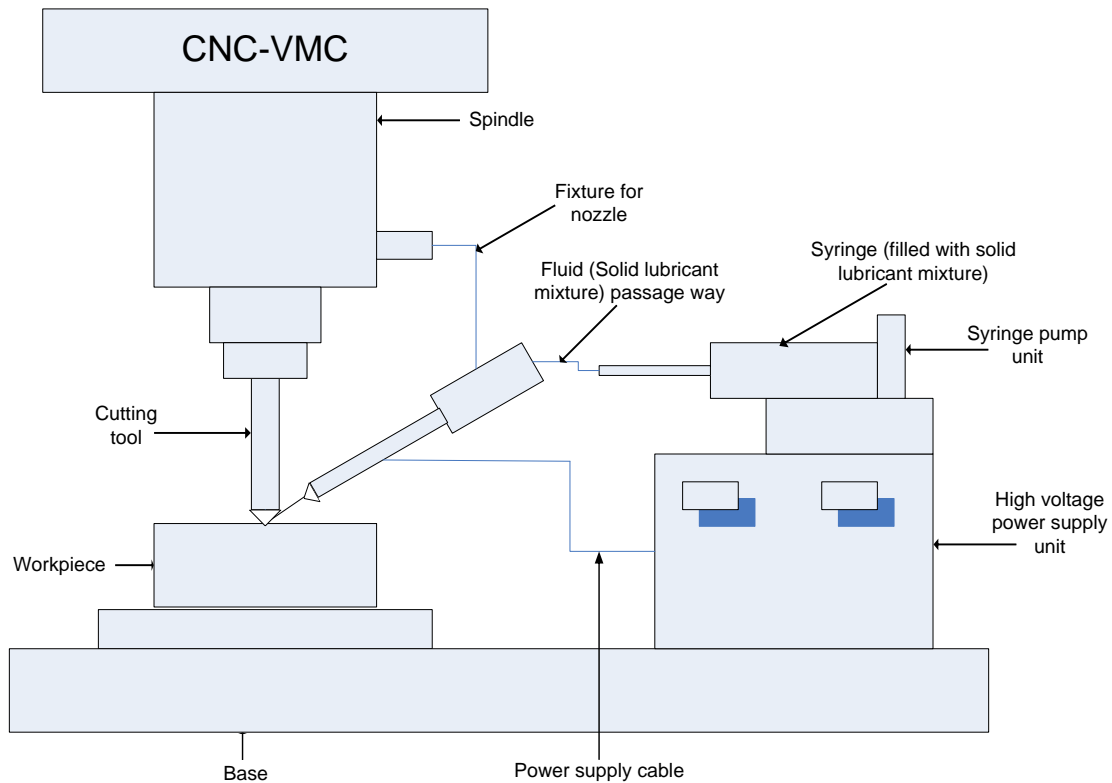 CNC-VMC
Spindle
Fixture for
nozzle
Syringe (filled with solid
lubricant mixture)
Fluid (Solid lubricant
mixture) passage way
Syringe pump
unit
Cutting
tool
High voltage
power supply
unit
Workpiece
Base
Power supply cable